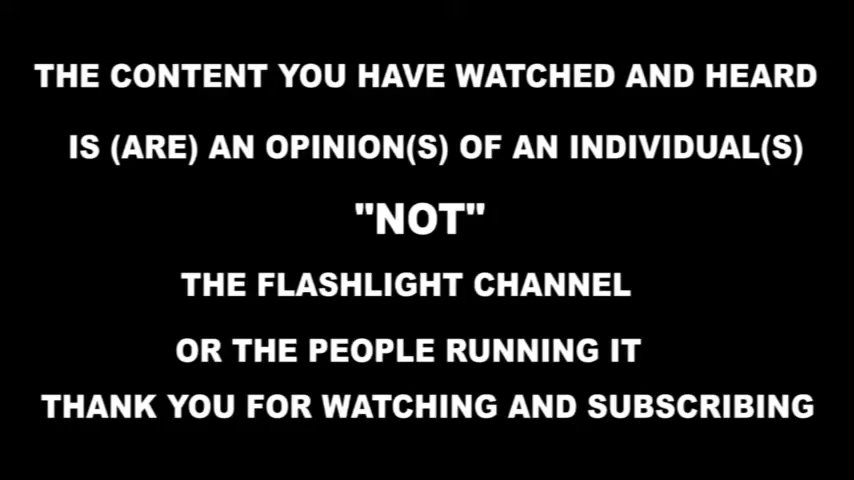 THE CONTENT YOU HAVE WATCHED AND HEARD
IS (ARE) AN OPINION(S) OF AN INDIVIDUAL(S)
"NOT"
THE FLASHLIGHT CHANNEL
OR THE PEOPLE RUNNING IT
THANK YOU FOR WATCHING AND SUBSCRIBING